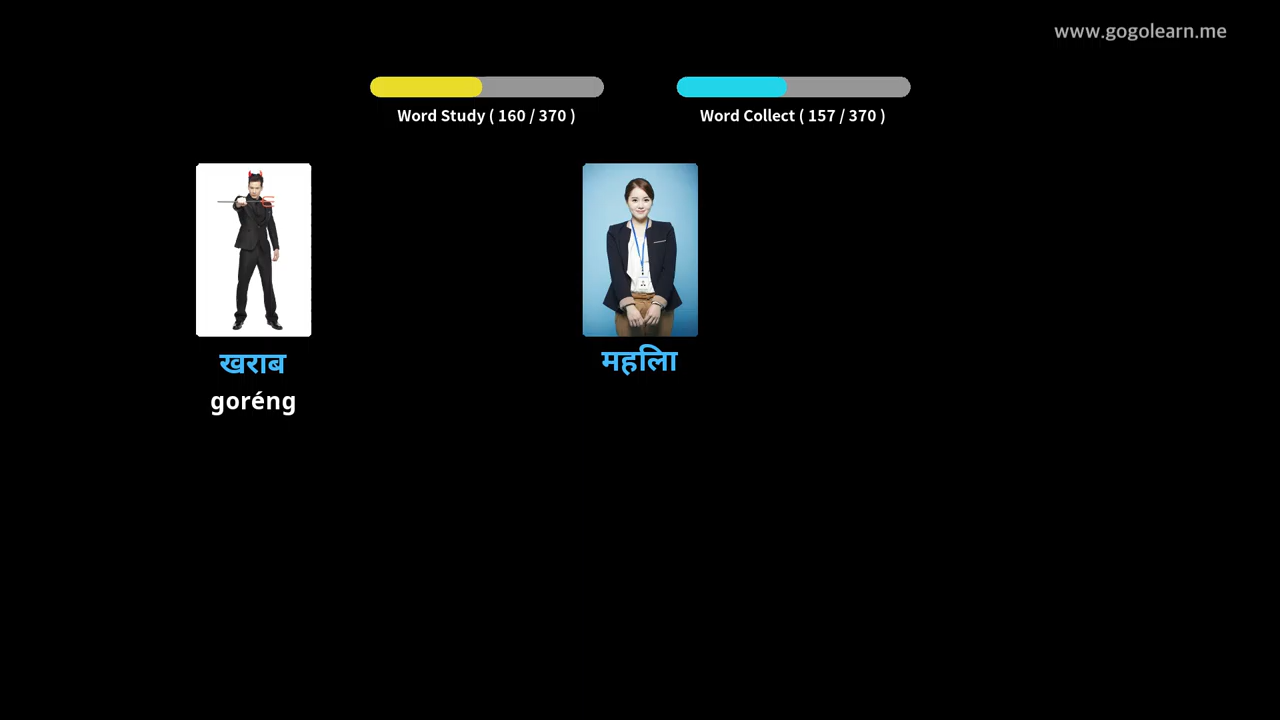 www.gogolearn.me
Word Study ( 160 / 370 )
Word Collect ( 157 / 370 )
खराब
महिला
goréng